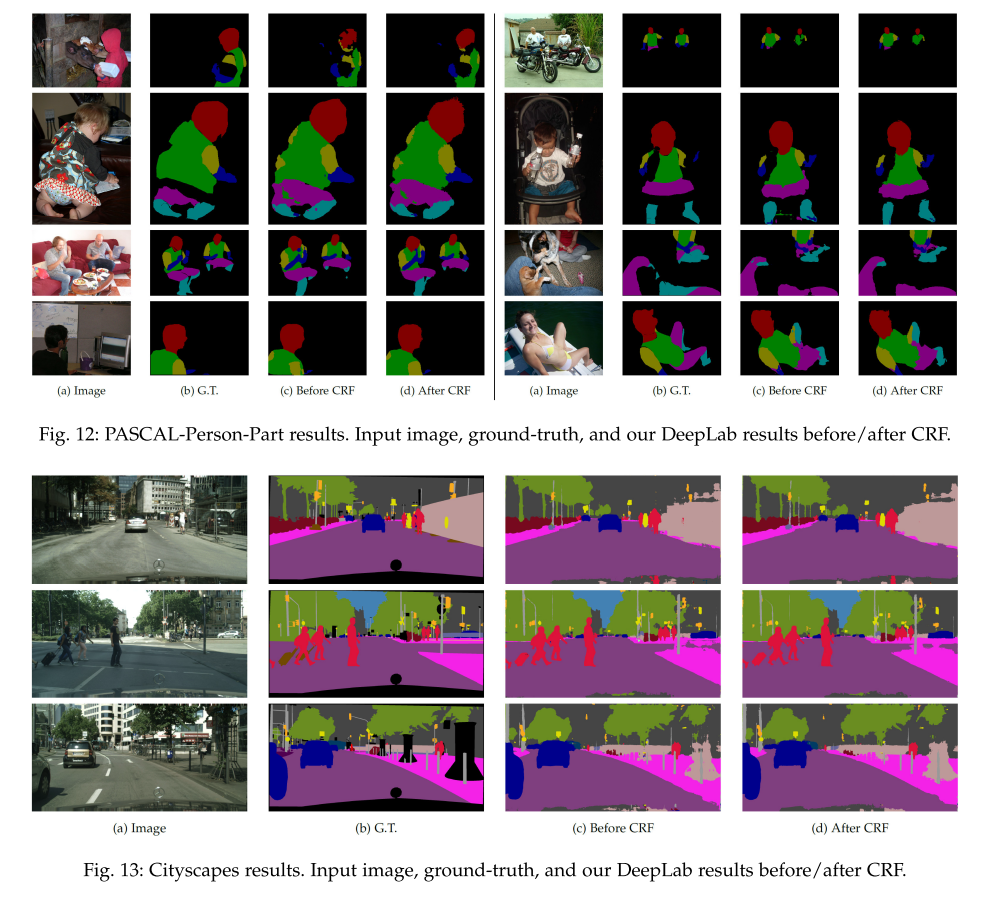 (a) Image (b) G.T. (c) Before CRF (d) After CRF (a) Image (b) G.T. (c) Before CRF (d) After CRF
Fig. 12: PASCAL-Person-Part results. Input image, ground-truth, and our DeepLab results before/after CRF.
(a) Image (b) G.T. (c) Before CRF (d) After CRF
Fig. 13: Cityscapes results. Input image, ground-truth, and our DeepLab results before/after CRF.